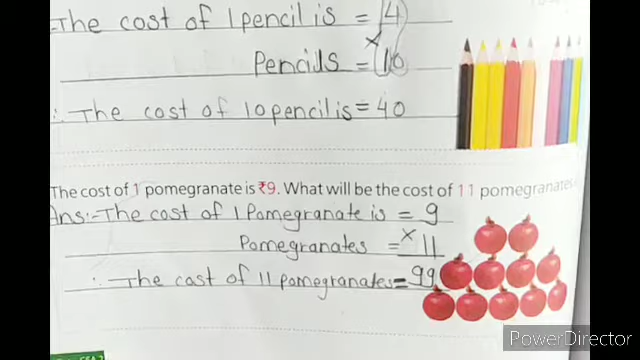 The cost of 1 pencil is = 4
Pencils = × 10
∴ The cost of 10 pencil is = 40
The cost of 1 pomegranate is ₹9. What will be the cost of 11 pomegranates
Ans:- The cost of 1 Pomegranate is = 9
Pomegranates = × 11
∴ The cost of 11 pomegranates = 99
PowerDirector